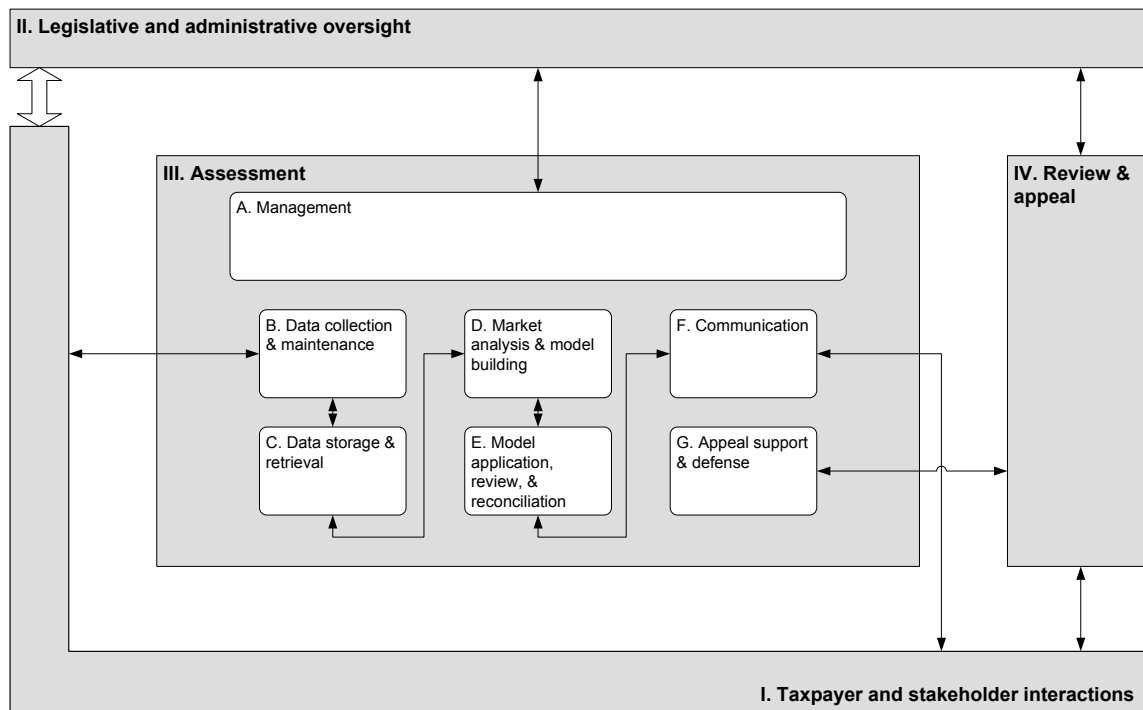 II. Legislative and administrative oversight
III. Assessment
IV. Review &
appeal
A. Management
B. Data collection
& maintenance
D. Market
analysis & model
building
F. Communication
C. Data storage &
retrieval
E. Model
application,
review, &
reconciliation
G. Appeal support
& defense
I. Taxpayer and stakeholder interactions